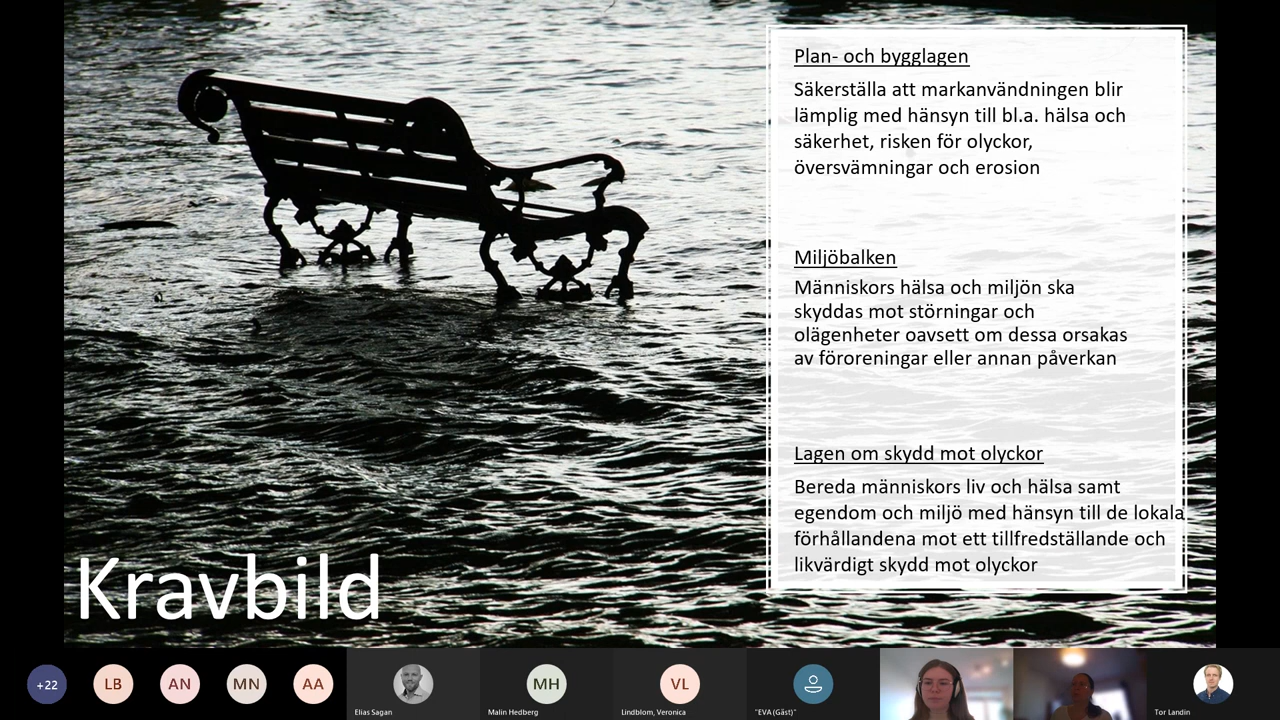 Plan- och bygglagen
Säkerställa att markanvändningen blir
lämplig med hänsyn till bl.a. hälsa och
säkerhet, risken för olyckor,
översvämningar och erosion
Miljöbalken
Människors hälsa och miljön ska
skyddas mot störningar och
olägenheter oavsett om dessa orsakas
av föroreningar eller annan påverkan
Lagen om skydd mot olyckor
Bereda människors liv och hälsa samt
egendom och miljö med hänsyn till de lokala
förhållandena mot ett tillfredställande och
likvärdigt skydd mot olyckor
Kravbild
+22
LB
AN
MN
AA
Elias Sagan
MH
Malin Hedberg
VL
Lindblom, Veronica
"EVA (Gäst)"
Tor Landin